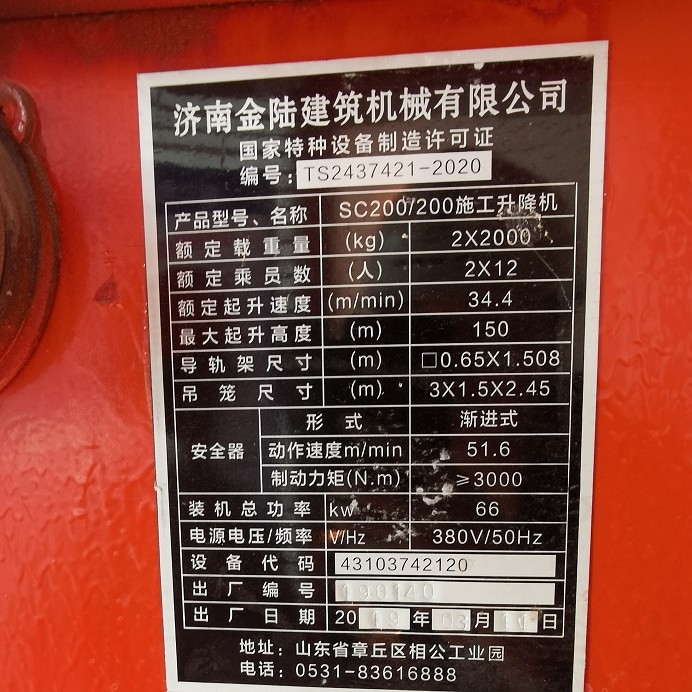 济南金陆建筑机械有限公司
国家特种设备制造许可证
编号: TS2437421-2020
产品型号、名称 SC200/200施工升降机
额定载重量 (kg) 2X2000
额定乘员数 (人) 2X12
额定起升速度 (m/min) 34.4
最大起升高度 (m) 150
导轨架尺寸 (m) □0.65X1.508
吊笼尺寸 (m) 3X1.5X2.45
形式 渐进式
安全器 动作速度m/min 51.6
制动力矩(N.m) ≥3000
装机总功率 kw 66
电源电压/频率 V/Hz 380V/50Hz
设备代码 43103742120
出厂编号 190140
出厂日期 2019年03月 日
地址: 山东省章丘区相公工业园
电话: 0531-83616888